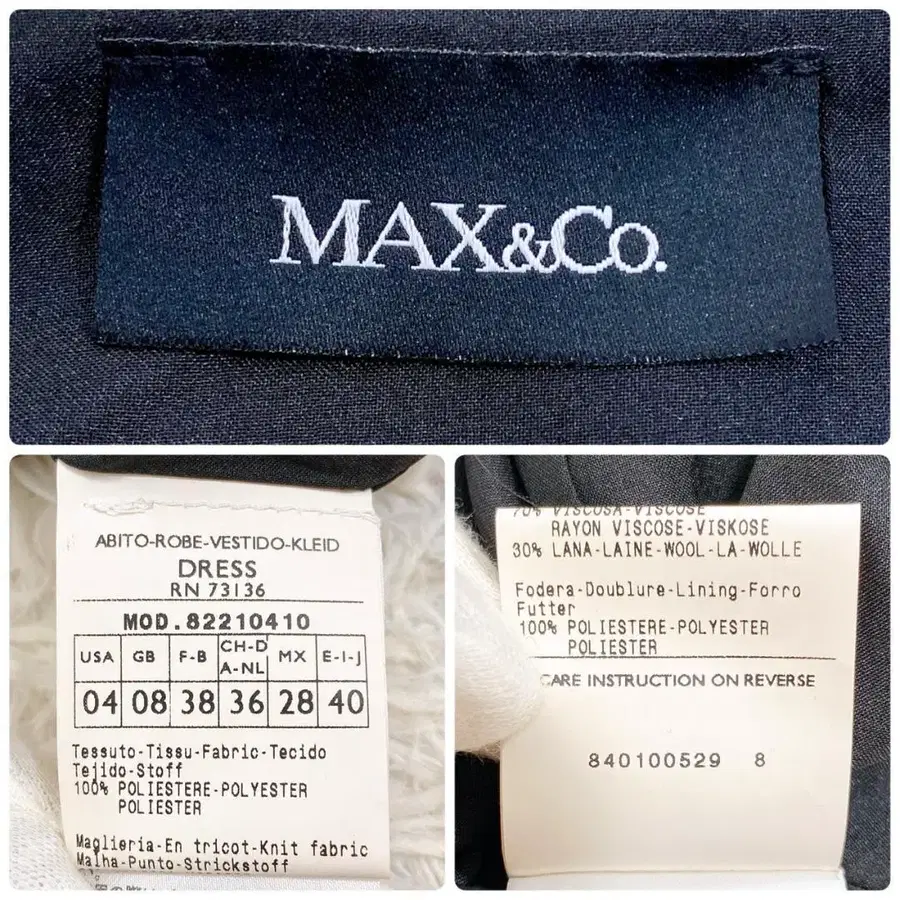 MAX&Co.
ABITO-ROBE-VESTIDO-KLEID
DRESS
RN 73136
MOD.82210410
USA GB F-B CH-D A-NL MX E-I-J
04 08 38 36 28 40
Tessuto-Tissu-Fabric-Tecido
Tejido-Stoff
100% POLIESTERE-POLYESTER
POLIESTER
Maglieria-En tricot-Knit fabric
Malha-Punto-Strickstoff
70% VISCOSA-VISCOSE
RAYON VISCOSE-VISKOSE
30% LANA-LAINE-WOOL-LA-WOLLE
Fodera-Doublure-Lining-Forro
Futter
100% POLIESTERE-POLYESTER
POLIESTER
CARE INSTRUCTION ON REVERSE
840100529 8